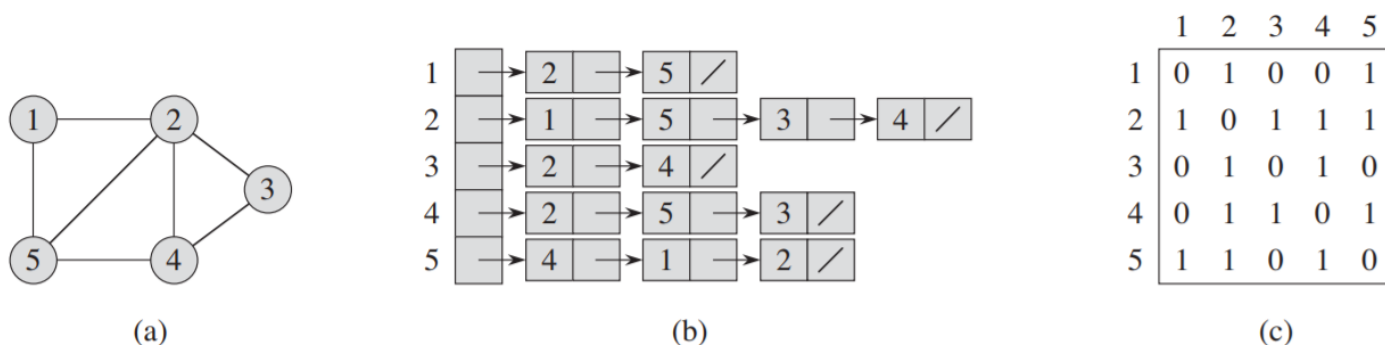 1 2
3
5 4
(a)
1 2 5 /
2 1 5 3 4 /
3 2 4 /
4 2 5 3 /
5 4 1 2 /
(b)
1 2 3 4 5
1 0 1 0 0 1
2 1 0 1 1 1
3 0 1 0 1 0
4 0 1 1 0 1
5 1 1 0 1 0
(c)